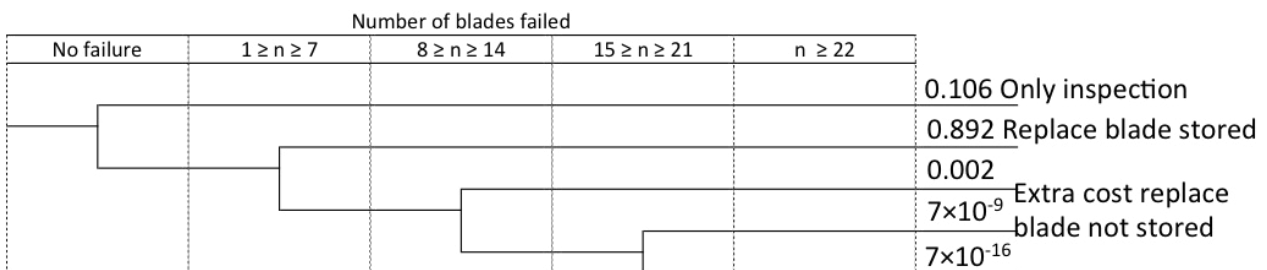 Number of blades failed
No failure 1 ≥ n ≥ 7 8 ≥ n ≥ 14 15 ≥ n ≥ 21 n ≥ 22
0.106 Only inspection
0.892 Replace blade stored
0.002
Extra cost replace
7×10⁻⁹
blade not stored
7×10⁻¹⁶